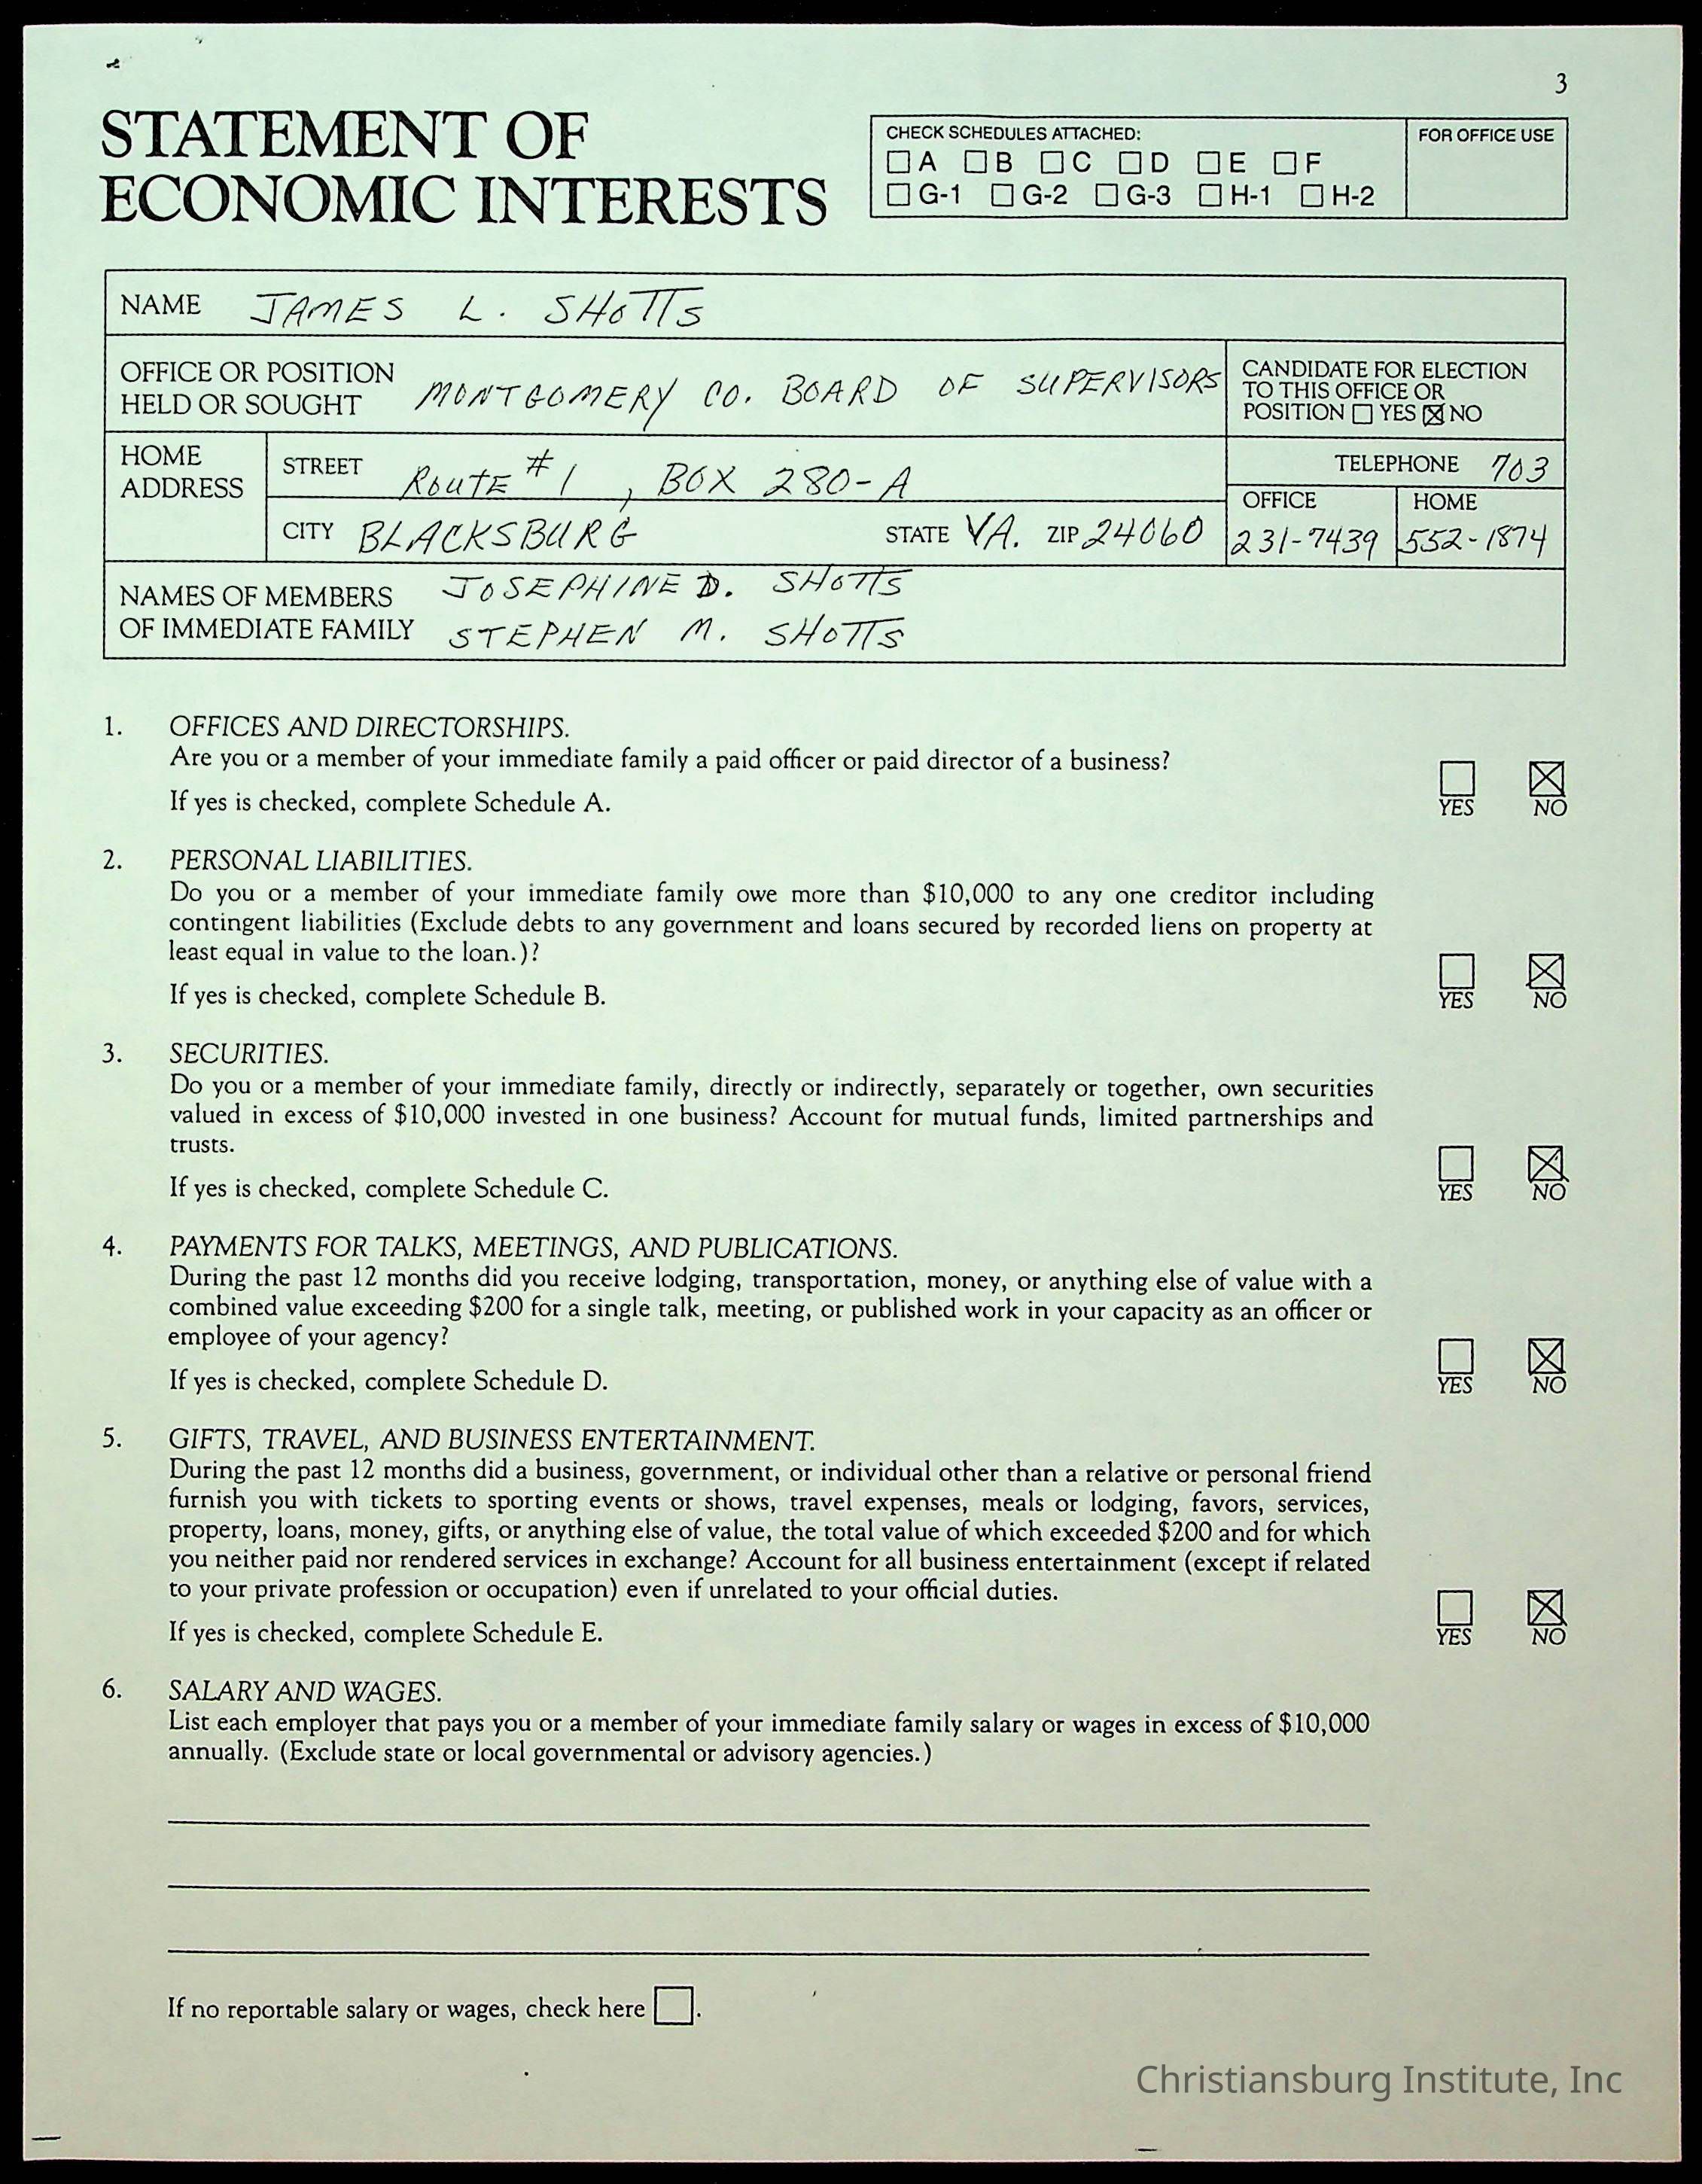 3
STATEMENT OF
ECONOMIC INTERESTS
CHECK SCHEDULES ATTACHED:
☐ A ☐ B ☐ C ☐ D ☐ E ☐ F
☐ G-1 ☐ G-2 ☐ G-3 ☐ H-1 ☐ H-2
FOR OFFICE USE
NAME JAMES L. SHOTTS
OFFICE OR POSITION
HELD OR SOUGHT MONTGOMERY CO. BOARD OF SUPERVISORS
CANDIDATE FOR ELECTION
TO THIS OFFICE OR
POSITION ☐ YES ☒ NO
HOME
ADDRESS
STREET ROUTE #1, BOX 280-A
CITY BLACKSBURG STATE VA. ZIP 24060
TELEPHONE 703
OFFICE HOME
231-7439 552-1874
NAMES OF MEMBERS
OF IMMEDIATE FAMILY
JOSEPHINE D. SHOTTS
STEPHEN M. SHOTTS
1. OFFICES AND DIRECTORSHIPS.
Are you or a member of your immediate family a paid officer or paid director of a business?
If yes is checked, complete Schedule A.
☐ YES ☒ NO
2. PERSONAL LIABILITIES.
Do you or a member of your immediate family owe more than $10,000 to any one creditor including
contingent liabilities (Exclude debts to any government and loans secured by recorded liens on property at
least equal in value to the loan.)?
If yes is checked, complete Schedule B.
☐ YES ☒ NO
3. SECURITIES.
Do you or a member of your immediate family, directly or indirectly, separately or together, own securities
valued in excess of $10,000 invested in one business? Account for mutual funds, limited partnerships and
trusts.
If yes is checked, complete Schedule C.
☐ YES ☒ NO
4. PAYMENTS FOR TALKS, MEETINGS, AND PUBLICATIONS.
During the past 12 months did you receive lodging, transportation, money, or anything else of value with a
combined value exceeding $200 for a single talk, meeting, or published work in your capacity as an officer or
employee of your agency?
If yes is checked, complete Schedule D.
☐ YES ☒ NO
5. GIFTS, TRAVEL, AND BUSINESS ENTERTAINMENT.
During the past 12 months did a business, government, or individual other than a relative or personal friend
furnish you with tickets to sporting events or shows, travel expenses, meals or lodging, favors, services,
property, loans, money, gifts, or anything else of value, the total value of which exceeded $200 and for which
you neither paid nor rendered services in exchange? Account for all business entertainment (except if related
to your private profession or occupation) even if unrelated to your official duties.
If yes is checked, complete Schedule E.
☐ YES ☒ NO
6. SALARY AND WAGES.
List each employer that pays you or a member of your immediate family salary or wages in excess of $10,000
annually. (Exclude state or local governmental or advisory agencies.)
If no reportable salary or wages, check here ☐.
Christiansburg Institute, Inc